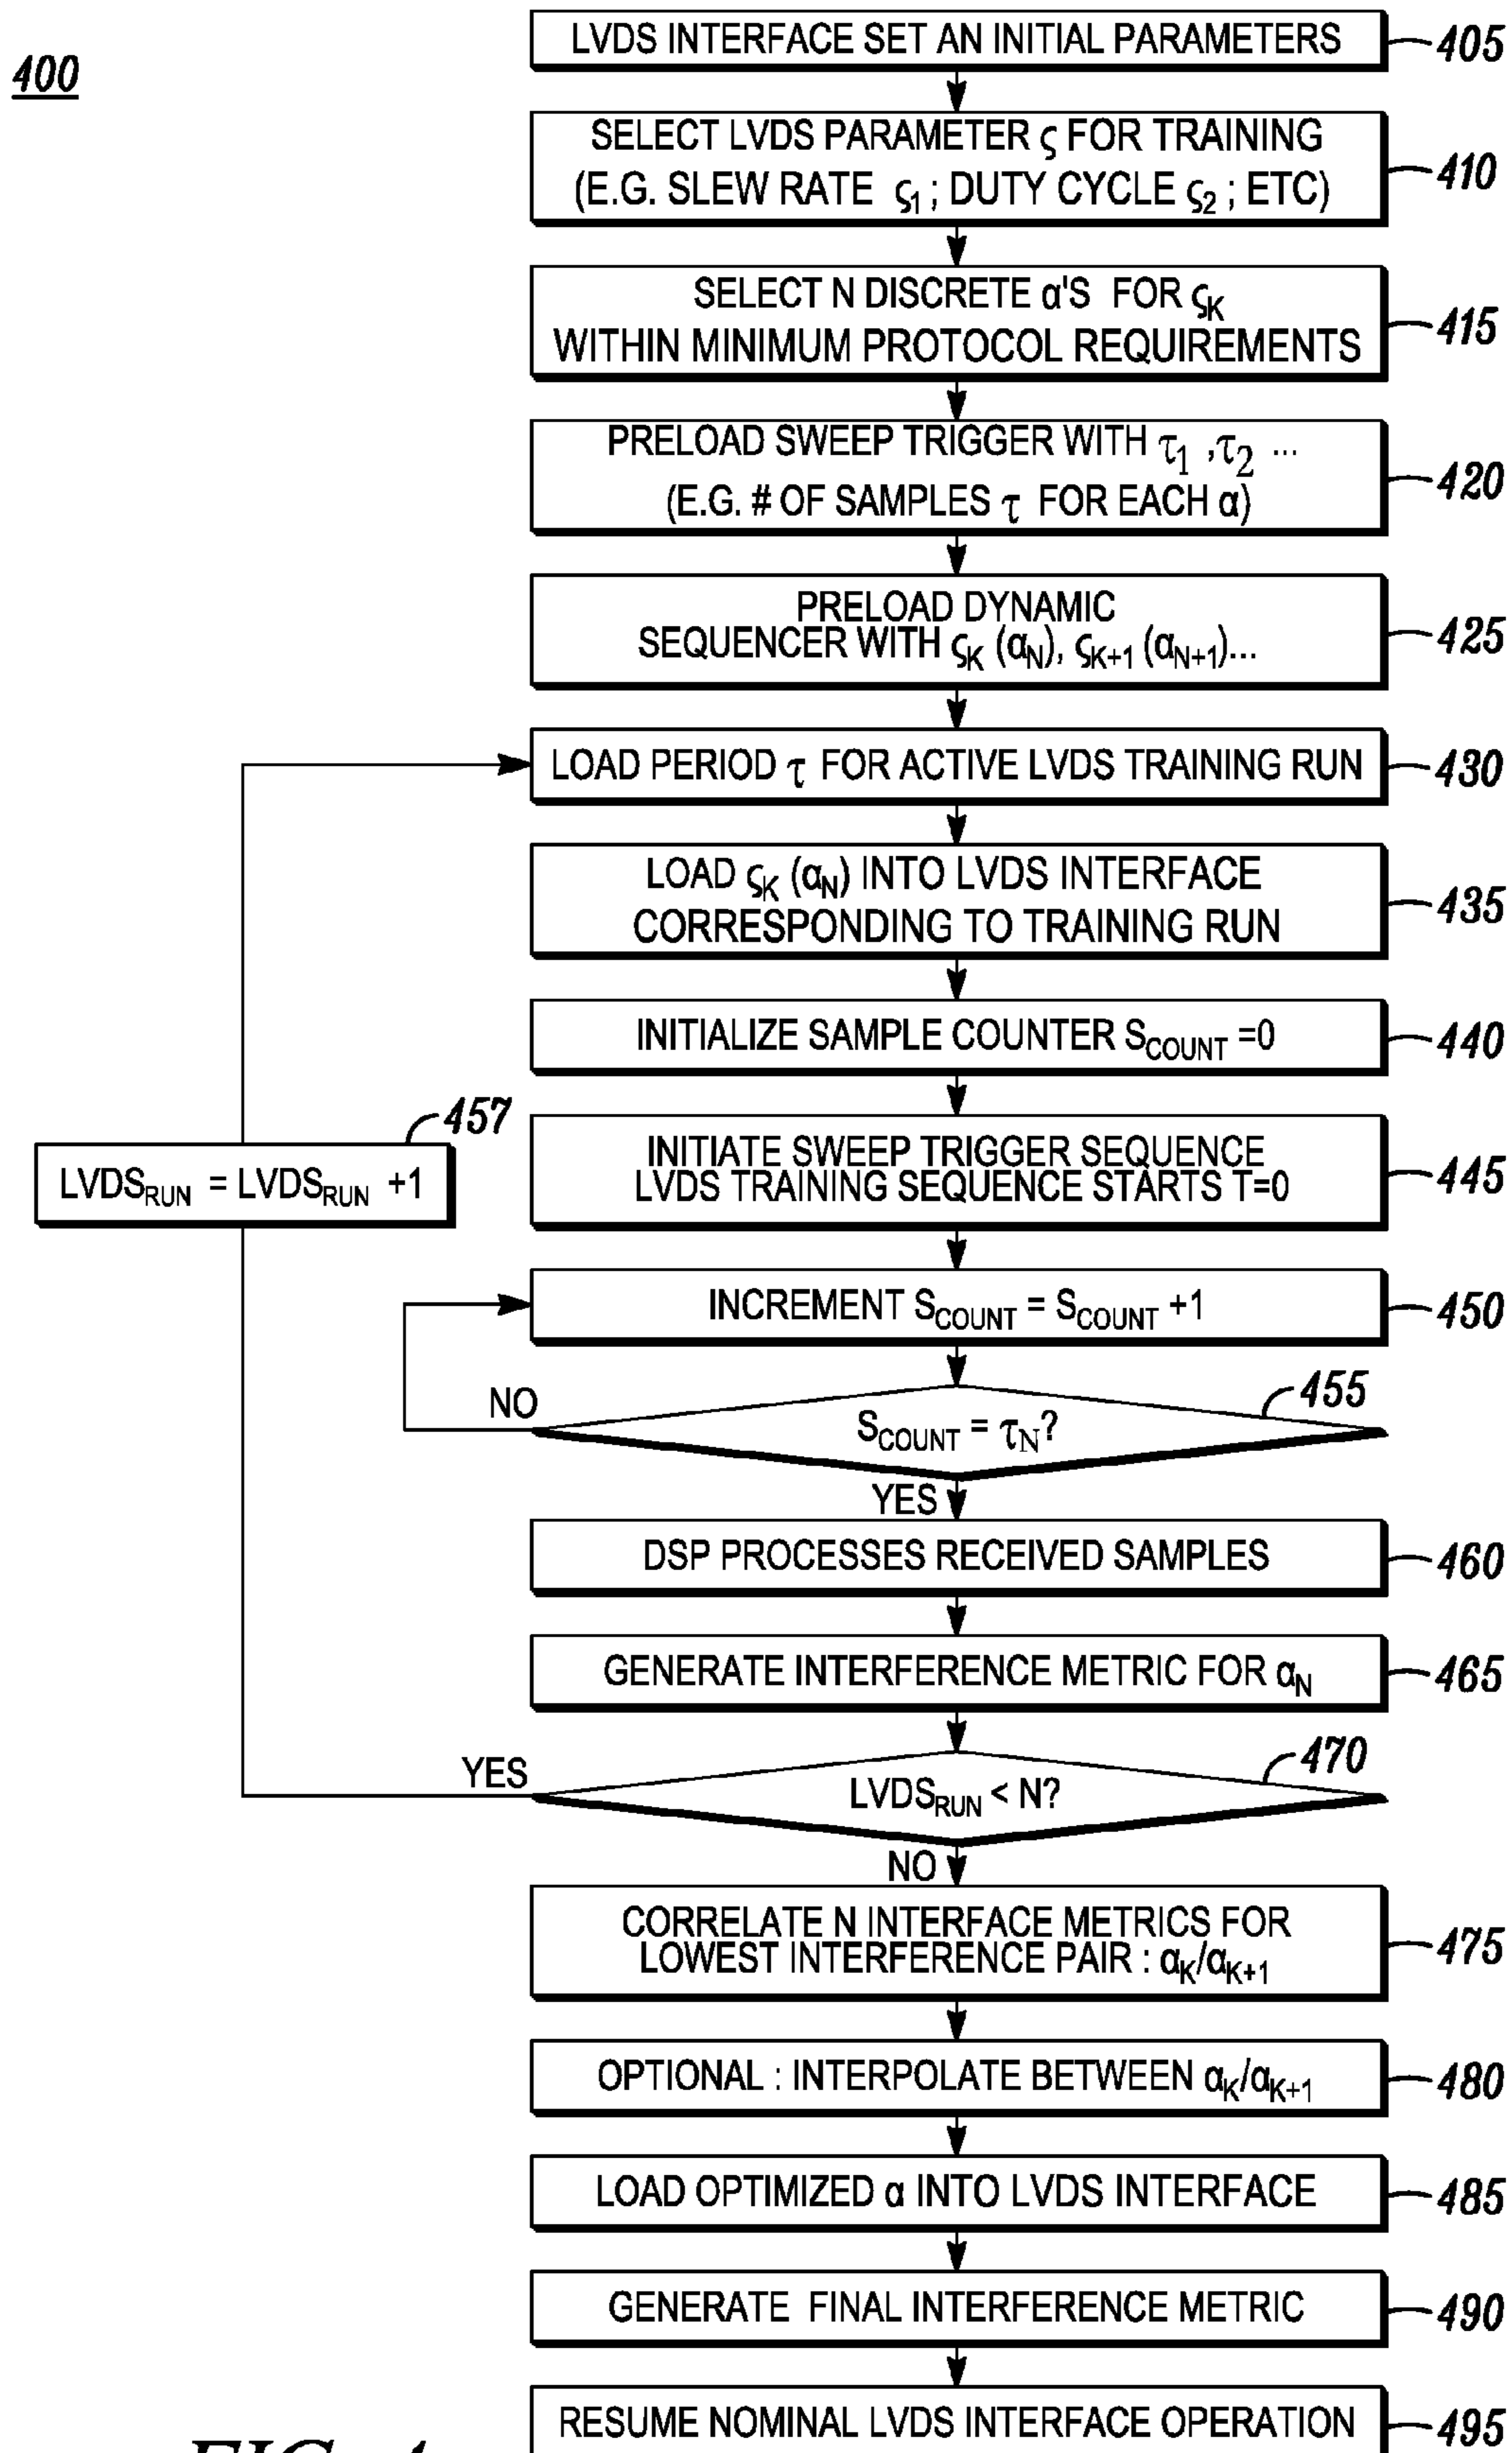 400
LVDS INTERFACE SET AN INITIAL PARAMETERS
405
SELECT LVDS PARAMETER ς FOR TRAINING
(E.G. SLEW RATE ς1 ; DUTY CYCLE ς2 ; ETC)
410
SELECT N DISCRETE α'S FOR ςK
WITHIN MINIMUM PROTOCOL REQUIREMENTS
415
PRELOAD SWEEP TRIGGER WITH τ1 ,τ2 ...
(E.G. # OF SAMPLES τ FOR EACH α)
420
PRELOAD DYNAMIC
SEQUENCER WITH ςK (αN), ςK+1 (αN+1)...
425
LOAD PERIOD τ FOR ACTIVE LVDS TRAINING RUN
430
LOAD ςK (αN) INTO LVDS INTERFACE
CORRESPONDING TO TRAINING RUN
435
INITIALIZE SAMPLE COUNTER SCOUNT =0
440
457
LVDSRUN = LVDSRUN +1
INITIATE SWEEP TRIGGER SEQUENCE
LVDS TRAINING SEQUENCE STARTS T=0
445
INCREMENT SCOUNT = SCOUNT +1
450
NO
SCOUNT = τN?
455
YES
DSP PROCESSES RECEIVED SAMPLES
460
GENERATE INTERFERENCE METRIC FOR αN
465
YES
LVDSRUN < N?
470
NO
CORRELATE N INTERFACE METRICS FOR
LOWEST INTERFERENCE PAIR : αK/αK+1
475
OPTIONAL : INTERPOLATE BETWEEN αK/αK+1
480
LOAD OPTIMIZED α INTO LVDS INTERFACE
485
GENERATE FINAL INTERFERENCE METRIC
490
RESUME NOMINAL LVDS INTERFACE OPERATION
495